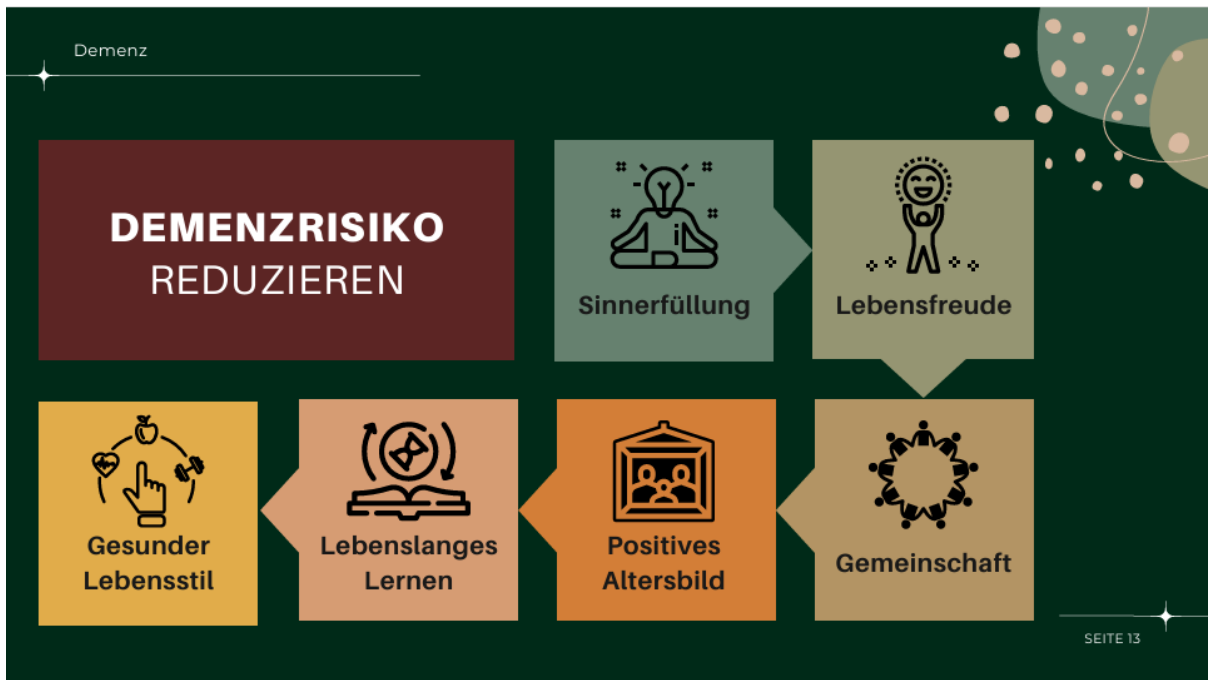 Demenz
DEMENZRISIKO
REDUZIEREN
Sinnerfüllung
Lebensfreude
Gemeinschaft
Positives
Altersbild
Lebenslanges
Lernen
Gesunder
Lebensstil
SEITE 13